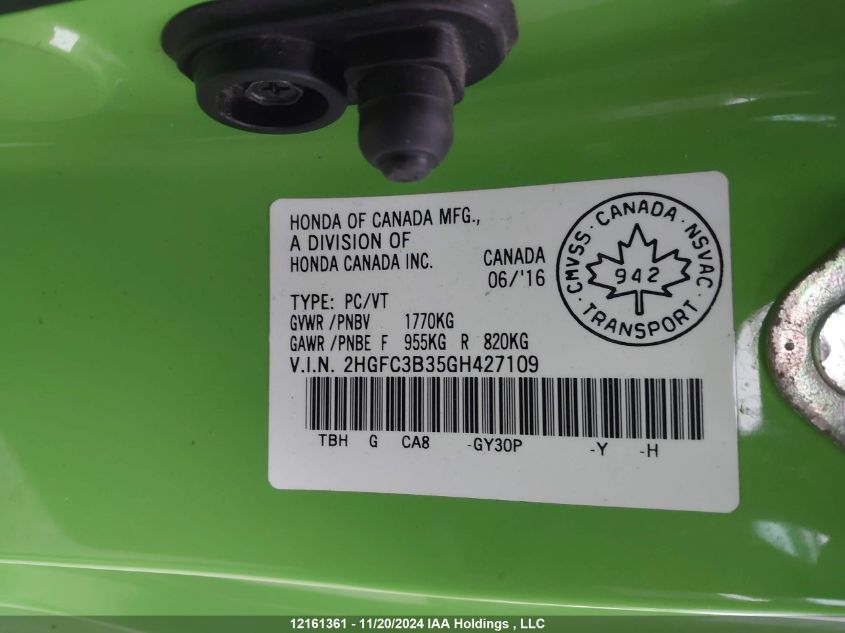 HONDA OF CANADA MFG.,
A DIVISION OF
HONDA CANADA INC. CANADA
06/'16
TYPE: PC/VT
GVWR /PNBV 1770KG
GAWR /PNBE F 955KG R 820KG
V.I.N. 2HGFC3B35GH427109
TBH G CA8 -GY30P -Y -H
CMVSS · CANADA · NSVAC
942
· TRANSPORT ·
12161361 - 11/20/2024 IAA Holdings , LLC